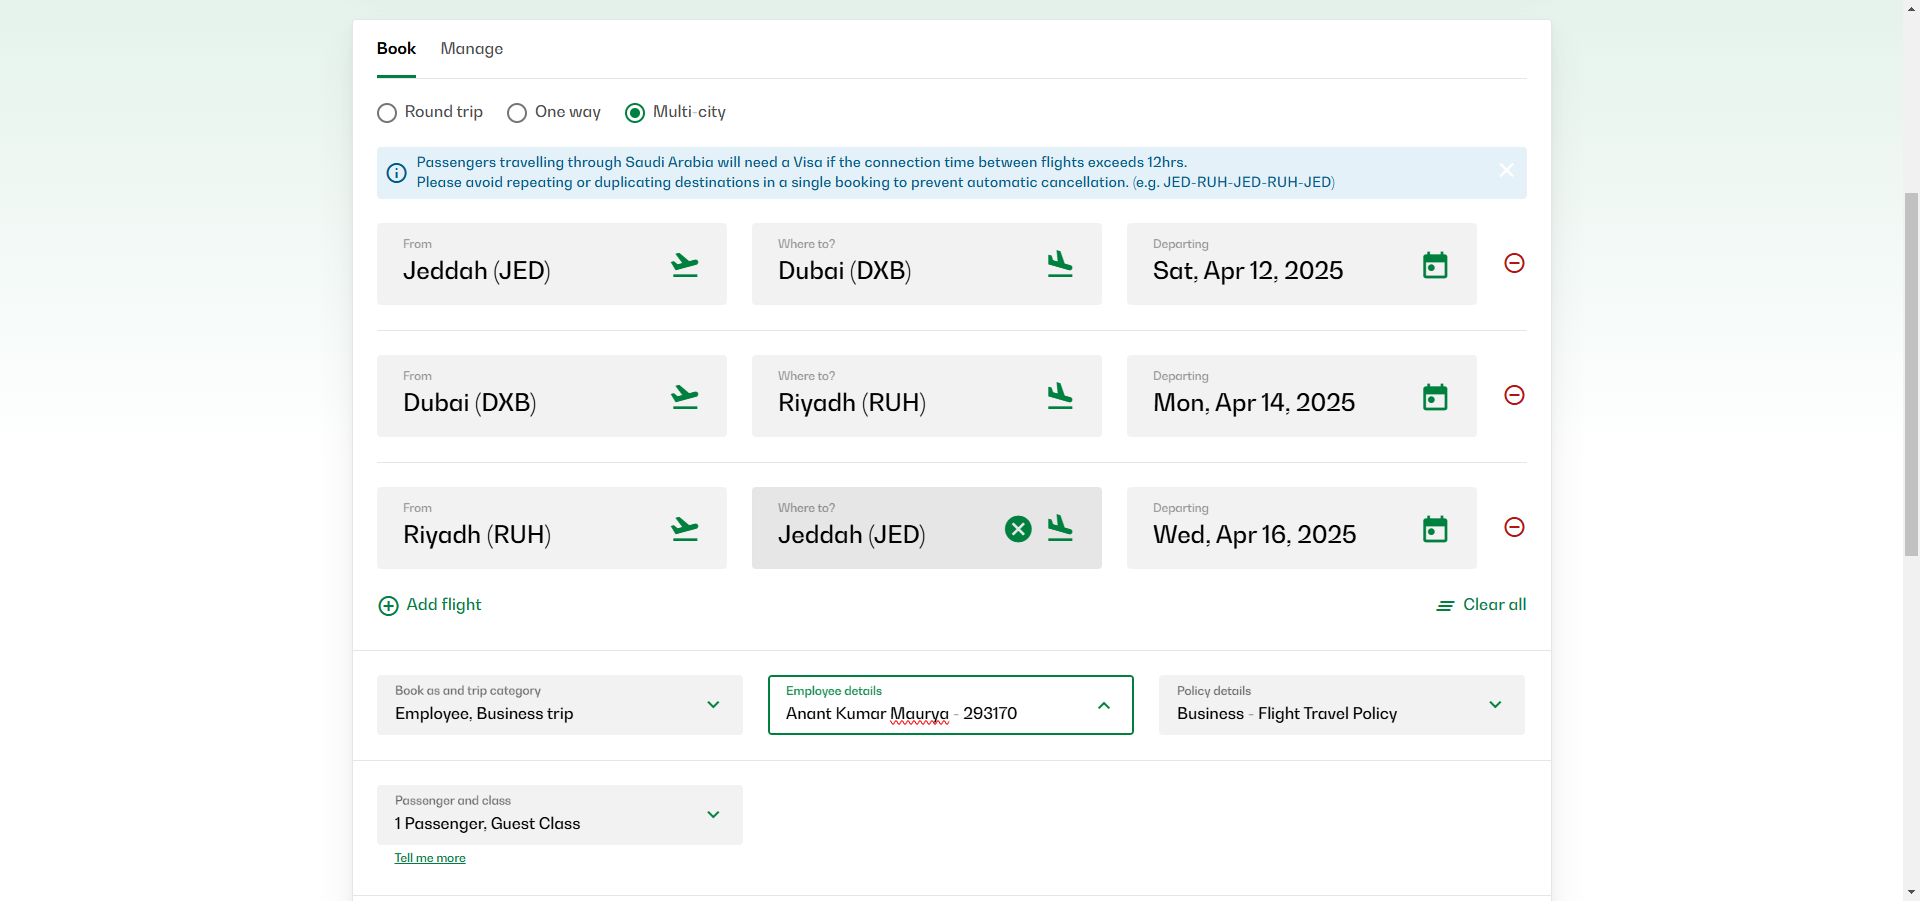 Book Manage
Round trip One way Multi-city
Passengers travelling through Saudi Arabia will need a Visa if the connection time between flights exceeds 12hrs.
Please avoid repeating or duplicating destinations in a single booking to prevent automatic cancellation. (e.g. JED-RUH-JED-RUH-JED)
From Where to? Departing
Jeddah (JED) Dubai (DXB) Sat, Apr 12, 2025
From Where to? Departing
Dubai (DXB) Riyadh (RUH) Mon, Apr 14, 2025
From Where to? Departing
Riyadh (RUH) Jeddah (JED) Wed, Apr 16, 2025
Add flight Clear all
Book as and trip category Employee details Policy details
Employee, Business trip Anant Kumar Maurya - 293170 Business - Flight Travel Policy
Passenger and class
1 Passenger, Guest Class
Tell me more